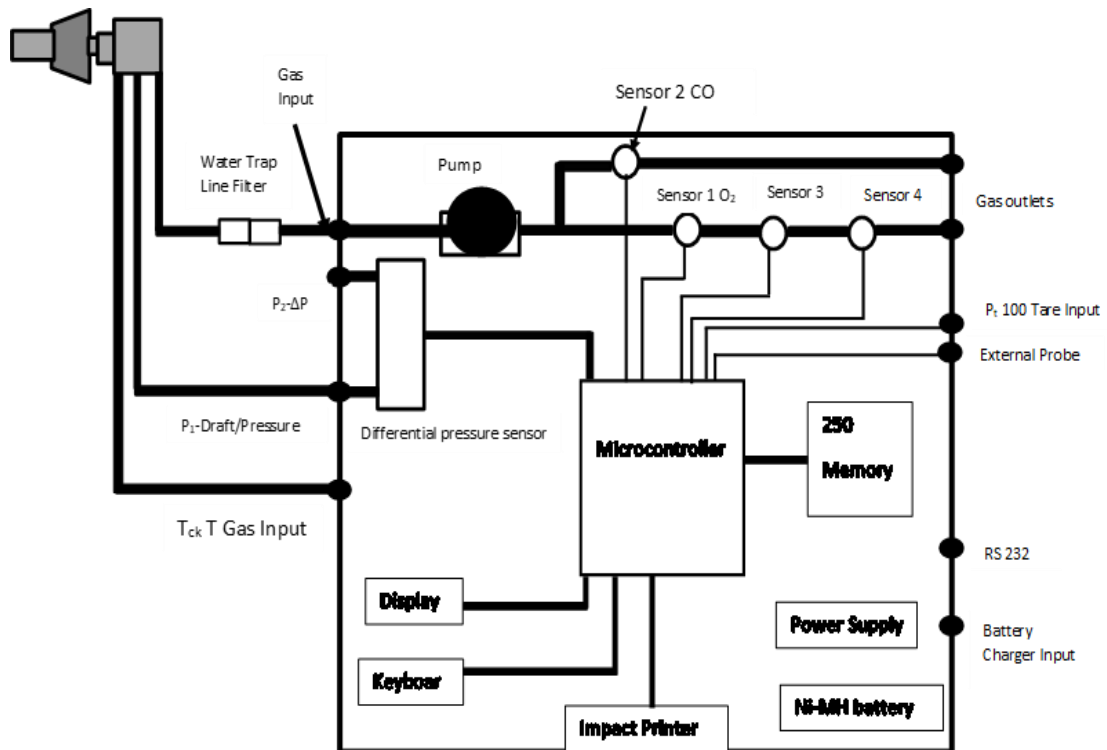 Gas
Input
Sensor 2 CO
Water Trap
Line Filter
Pump
Sensor 1 O₂
Sensor 3
Sensor 4
Gas outlets
P₂-ΔP
Pₜ 100 Tare Input
External Probe
P₁-Draft/Pressure
Differential pressure sensor
Microcontroller
250
Memory
T꜀ₖ T Gas Input
RS 232
Display
Power Supply
Battery
Charger Input
Keyboar
Ni-MH battery
Impact Printer